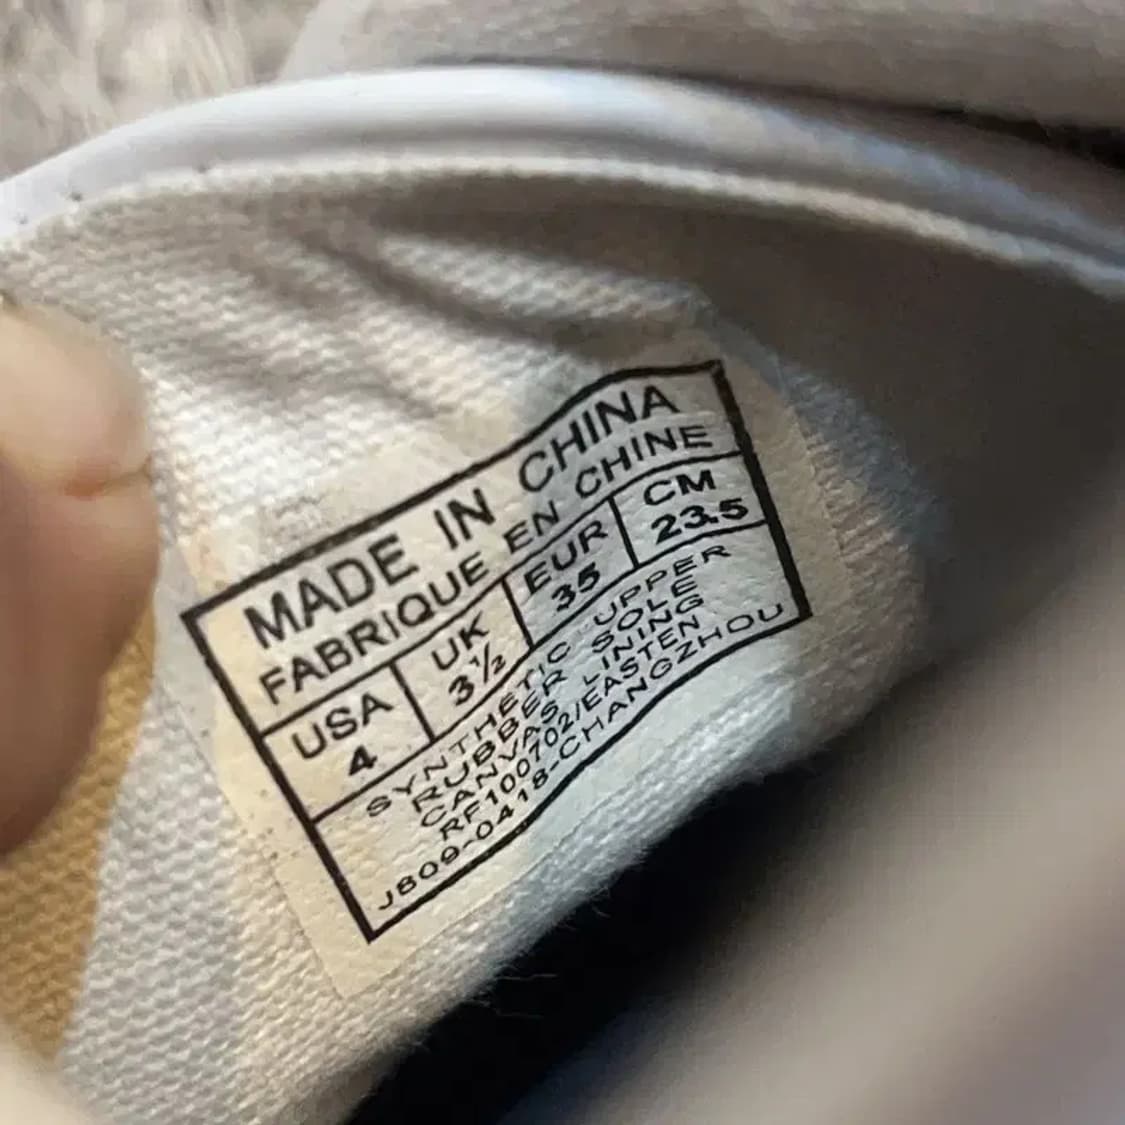 MADE IN CHINA
FABRIQUE EN CHINE
USA UK EUR CM
4 3½ 35 23.5
SYNTHETIC UPPER
RUBBER SOLE
CANVAS LINING
RF100702/EASTEN
J809-0418-CHANGZHOU